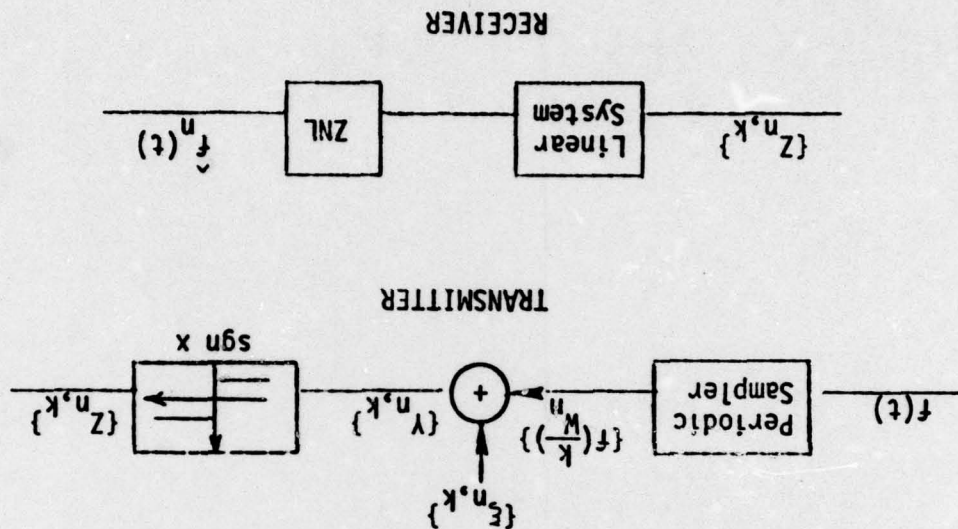 {ξ_n,k}
f(t)
Periodic
Sampler
{f(k/W_n)}
+
{Y_n,k}
sgn x
{Z_n,k}
TRANSMITTER
{Z_n,k}
Linear
System
ZNL
f̂_n(t)
RECEIVER